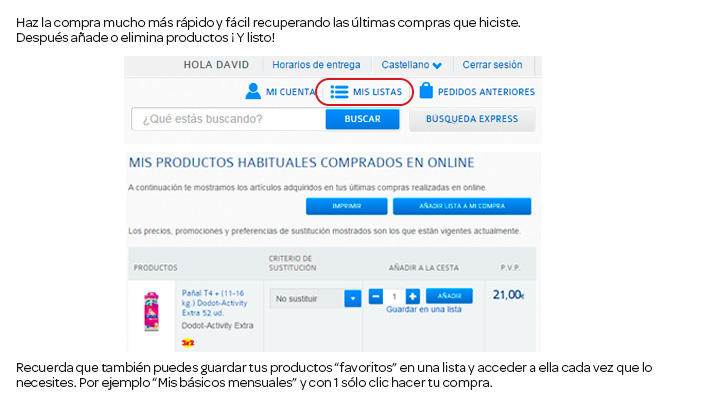 Haz la compra mucho más rápido y fácil recuperando las últimas compras que hiciste.
Después añade o elimina productos ¡ Y listo!
HOLA DAVID Horarios de entrega Castellano Cerrar sesión
MI CUENTA MIS LISTAS PEDIDOS ANTERIORES
¿Qué estás buscando? BUSCAR BÚSQUEDA EXPRESS
MIS PRODUCTOS HABITUALES COMPRADOS EN ONLINE
A continuación te mostramos los artículos adquiridos en tus últimas compras realizadas en online.
IMPRIMIR AÑADIR LISTA A MI COMPRA
Los precios, promociones y preferencias de sustitución mostrados son los que están vigentes actualmente.
PRODUCTOS CRITERIO DE SUSTITUCIÓN AÑADIR A LA CESTA P.V.P.
Pañal T4 + (11-16
kg.) Dodot-Activity
Extra 52 ud.
Dodot-Activity Extra
3x2
No sustituir 1 AÑADIR 21,00€
Guardar en una lista
Recuerda que también puedes guardar tus productos “favoritos” en una lista y acceder a ella cada vez que lo
necesites. Por ejemplo “Mis básicos mensuales” y con 1 sólo clic hacer tu compra.